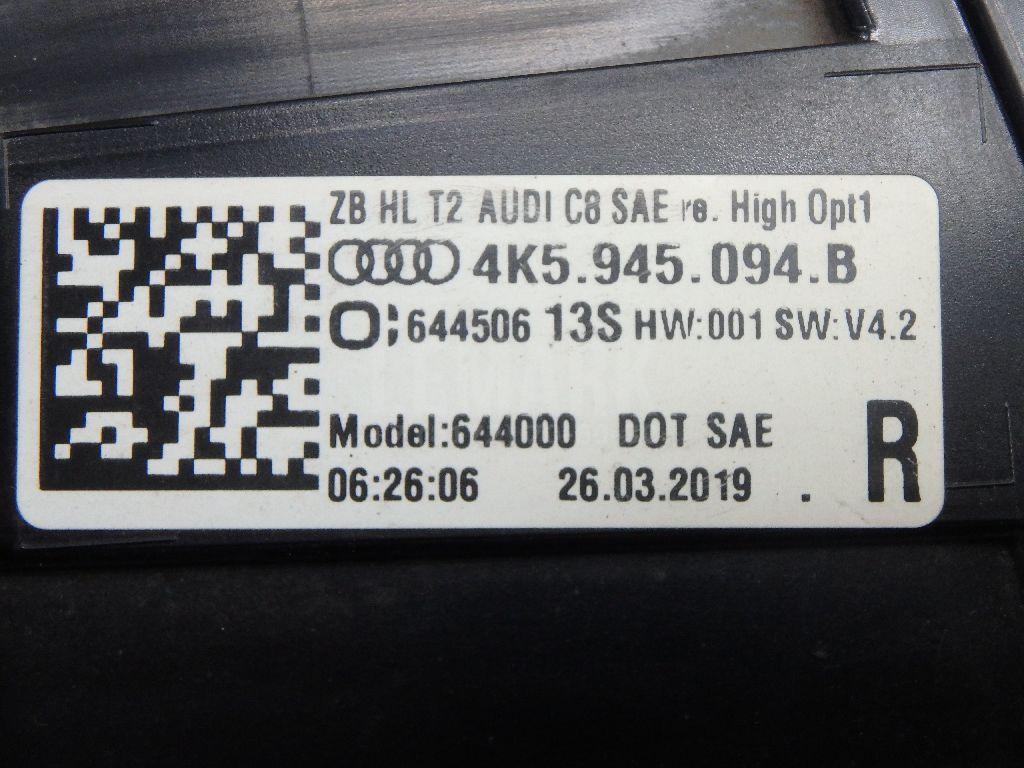 ZB HL T2 AUDI C8 SAE re. High Opt1
4K5.945.094.B
644506 13S HW:001 SW:V4.2
Model:644000 DOT SAE
R
06:26:06 26.03.2019 .